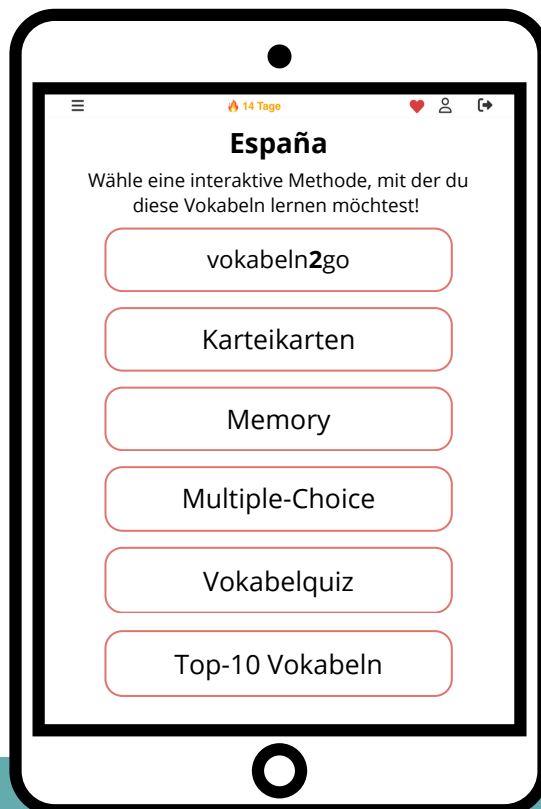 🔥 14 Tage
España
Wähle eine interaktive Methode, mit der du
diese Vokabeln lernen möchtest!
vokabeln2go
Karteikarten
Memory
Multiple-Choice
Vokabelquiz
Top-10 Vokabeln